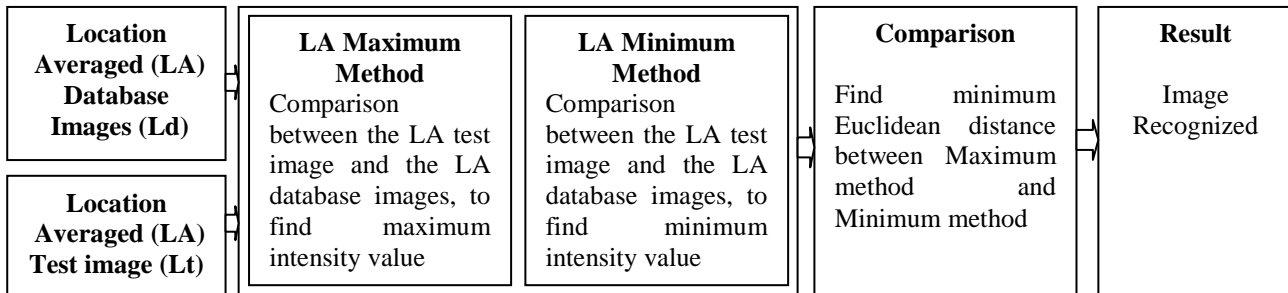 Location
Averaged (LA)
Database
Images (Ld)
Location
Averaged (LA)
Test image (Lt)
LA Maximum
Method
Comparison
between the LA test
image and the LA
database images, to
find maximum
intensity value
LA Minimum
Method
Comparison
between the LA test
image and the LA
database images, to
find minimum
intensity value
Comparison
Find minimum
Euclidean distance
between Maximum
method and
Minimum method
Result
Image
Recognized